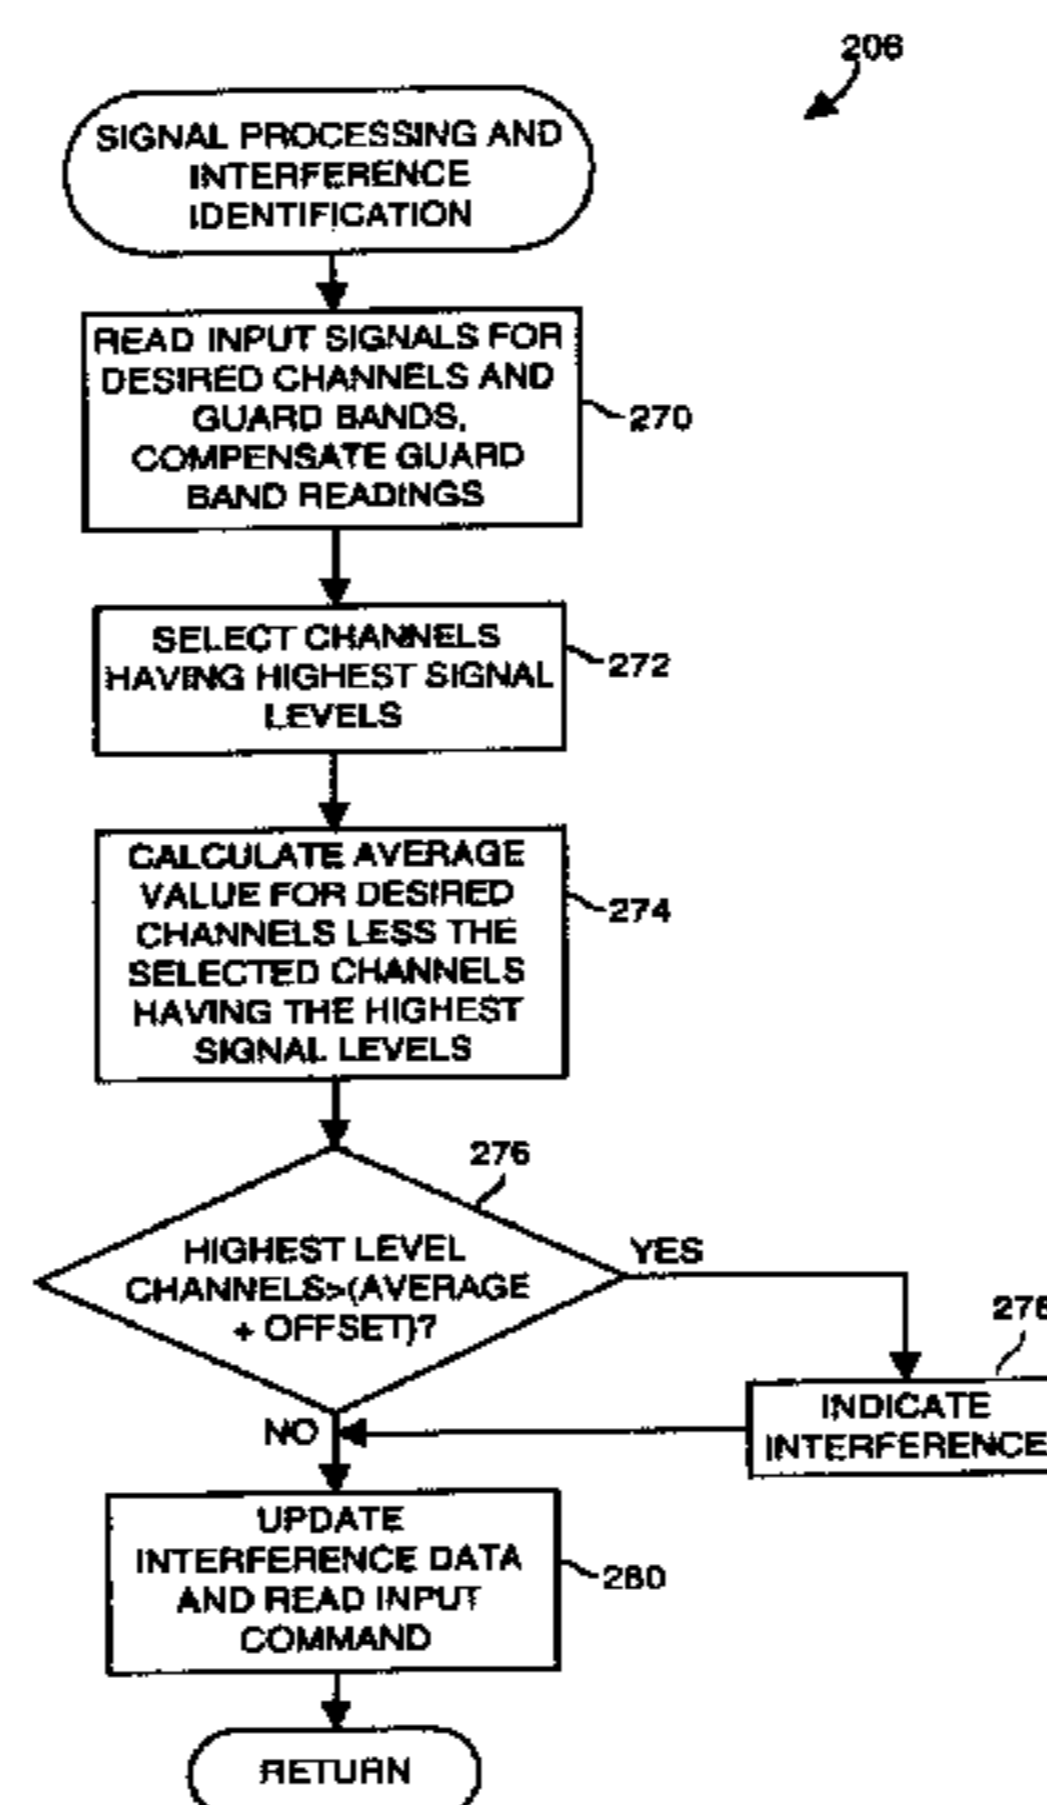 206
SIGNAL PROCESSING AND
INTERFERENCE
IDENTIFICATION
READ INPUT SIGNALS FOR
DESIRED CHANNELS AND
GUARD BANDS,
COMPENSATE GUARD
BAND READINGS
270
SELECT CHANNELS
HAVING HIGHEST SIGNAL
LEVELS
272
CALCULATE AVERAGE
VALUE FOR DESIRED
CHANNELS LESS THE
SELECTED CHANNELS
HAVING THE HIGHEST
SIGNAL LEVELS
274
276
HIGHEST LEVEL
CHANNELS>(AVERAGE
+ OFFSET)?
YES
278
INDICATE
INTERFERENCE
NO
UPDATE
INTERFERENCE DATA
AND READ INPUT
COMMAND
280
RETURN